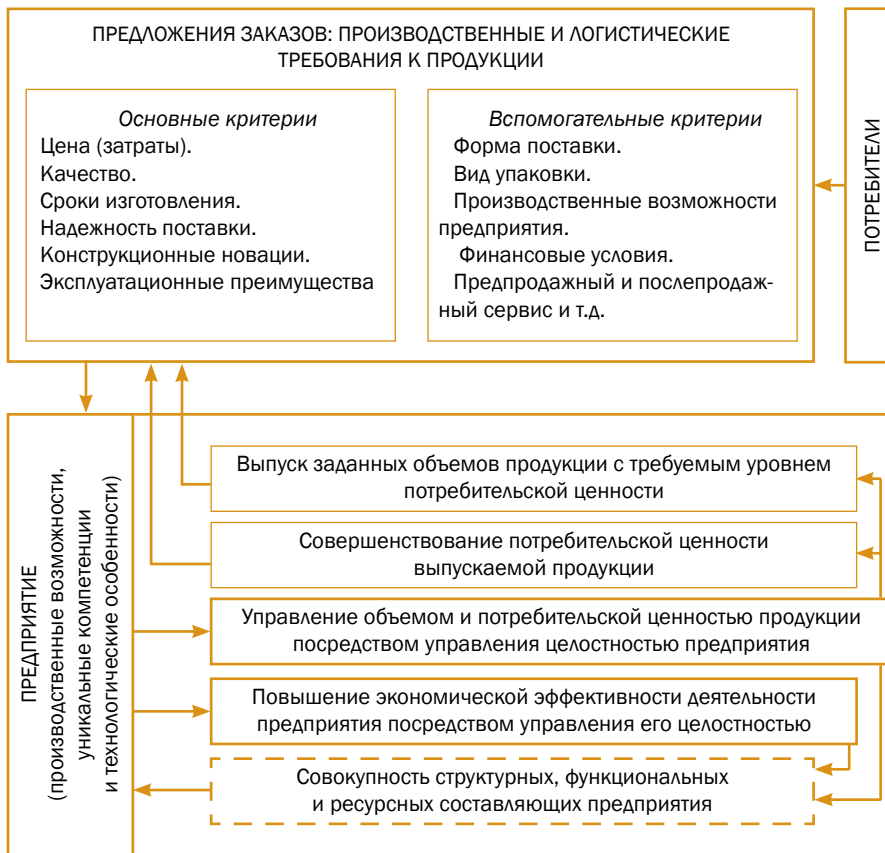 ПРЕДЛОЖЕНИЯ ЗАКАЗОВ: ПРОИЗВОДСТВЕННЫЕ И ЛОГИСТИЧЕСКИЕ
ТРЕБОВАНИЯ К ПРОДУКЦИИ
Основные критерии
Цена (затраты).
Качество.
Сроки изготовления.
Надежность поставки.
Конструкционные новации.
Эксплуатационные преимущества
Вспомогательные критерии
Форма поставки.
Вид упаковки.
Производственные возможности
предприятия.
Финансовые условия.
Предпродажный и послепродаж-
ный сервис и т.д.
ПОТРЕБИТЕЛИ
ПРЕДПРИЯТИЕ
(производственные возможности,
уникальные компетенции
и технологические особенности)
Выпуск заданных объемов продукции с требуемым уровнем
потребительской ценности
Совершенствование потребительской ценности
выпускаемой продукции
Управление объемом и потребительской ценностью продукции
посредством управления целостностью предприятия
Повышение экономической эффективности деятельности
предприятия посредством управления его целостностью
Совокупность структурных, функциональных
и ресурсных составляющих предприятия